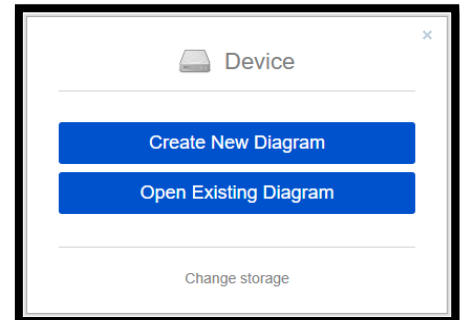 Device
Create New Diagram
Open Existing Diagram
Change storage